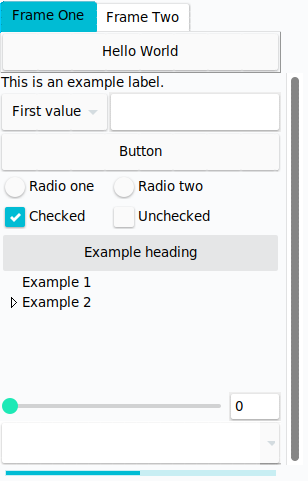 Frame One Frame Two
Hello World
This is an example label.
First value
Button
Radio one Radio two
Checked Unchecked
Example heading
Example 1
Example 2
0